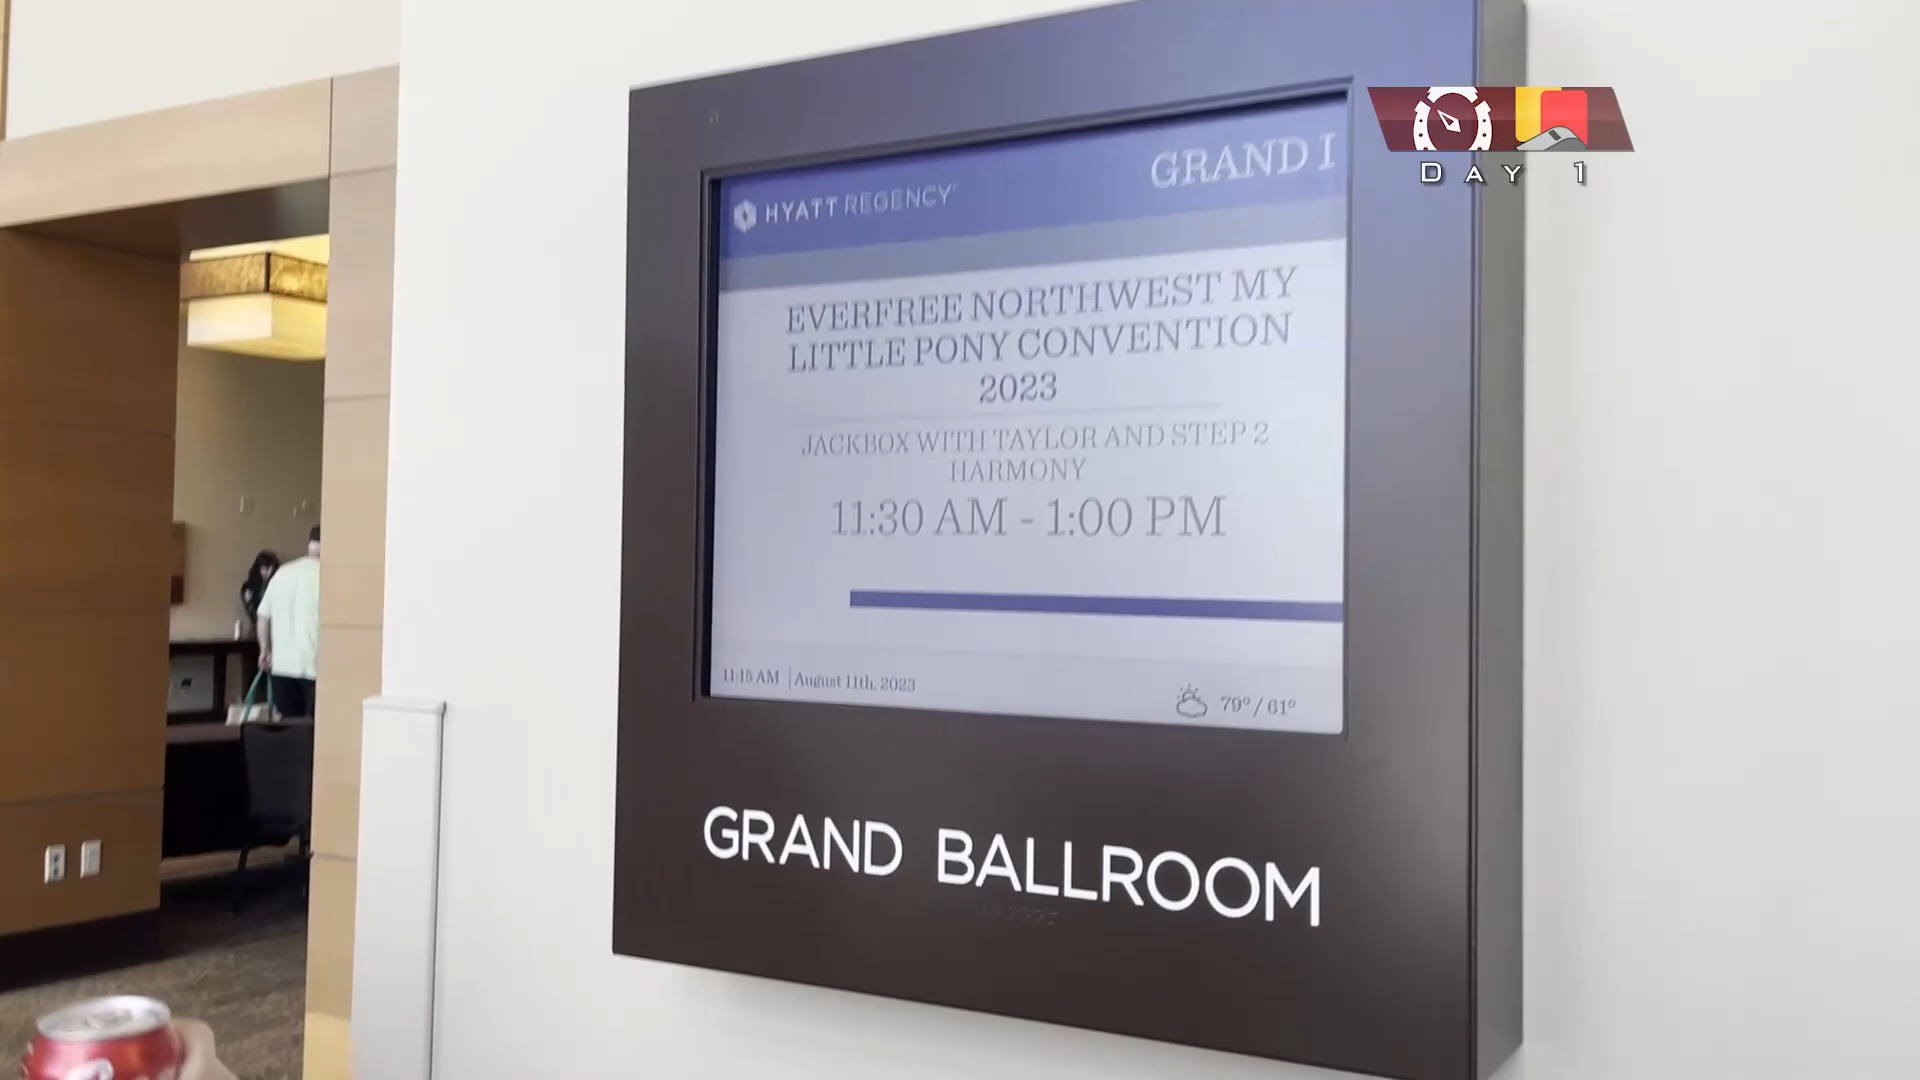 HYATT REGENCY
GRAND I
EVERFREE NORTHWEST MY
LITTLE PONY CONVENTION
2023
JACKBOX WITH TAYLOR AND STEP 2
HARMONY
11:30 AM - 1:00 PM
11:15 AM | August 11th, 2023
79° / 61°
GRAND BALLROOM
DAY 1